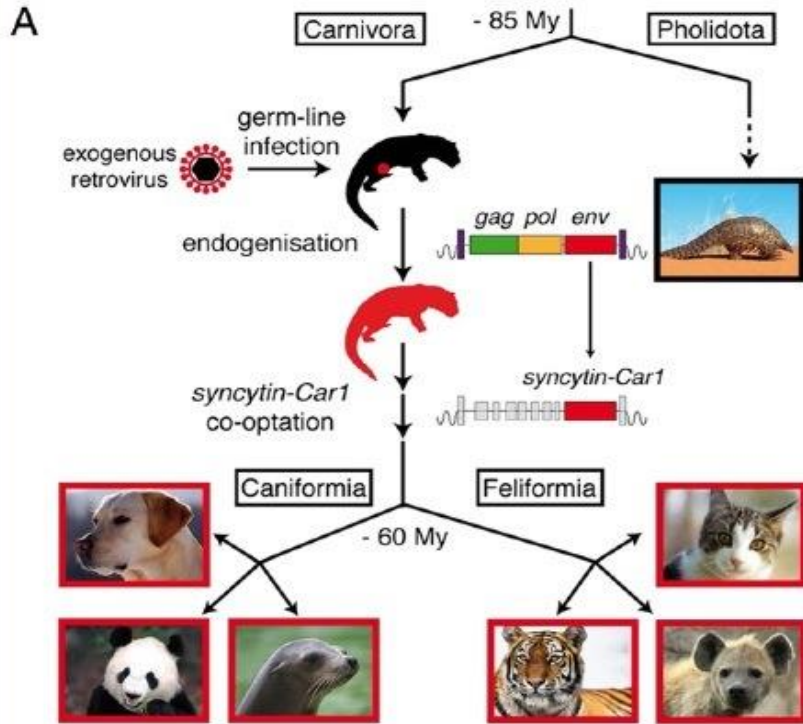 A
Carnivora
- 85 My
Pholidota
exogenous
retrovirus
germ-line
infection
endogenisation
gag pol env
syncytin-Car1
syncytin-Car1
co-optation
Caniformia
Feliformia
- 60 My